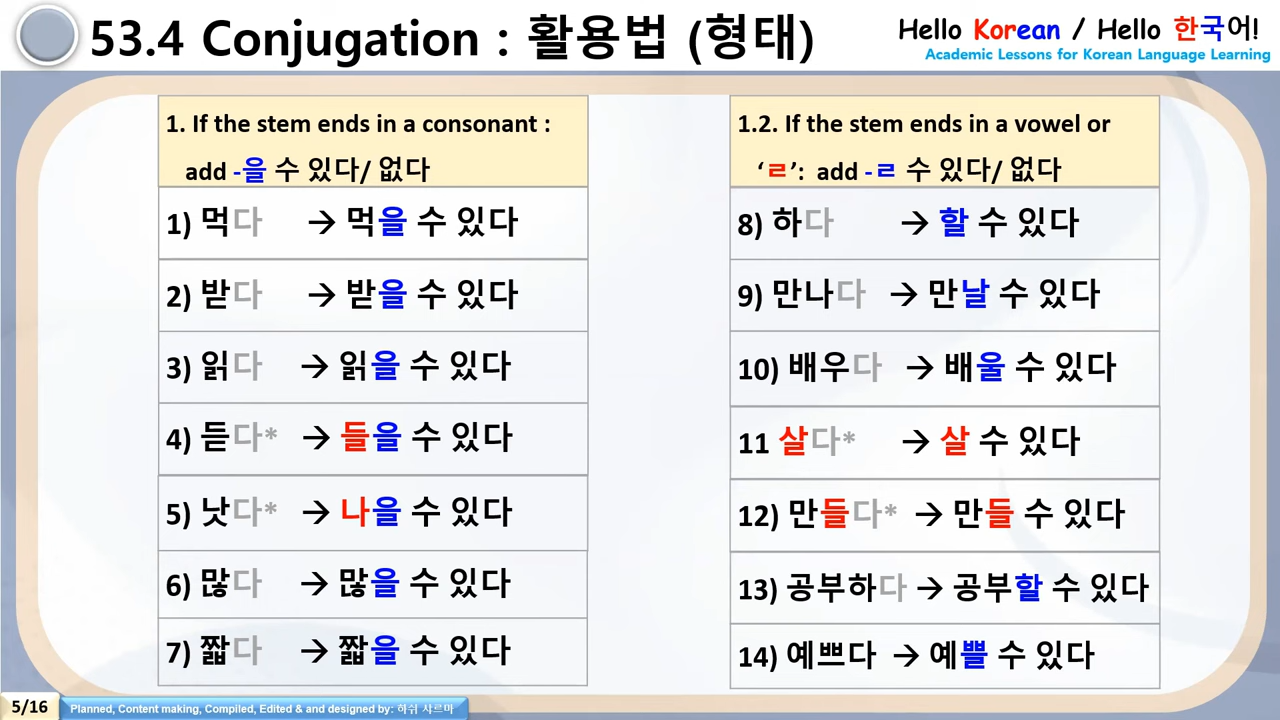 53.4 Conjugation : 활용법 (형태)
Hello Korean / Hello 한국어!
Academic Lessons for Korean Language Learning
1. If the stem ends in a consonant :
add -을 수 있다/ 없다
1) 먹다 → 먹을 수 있다
2) 받다 → 받을 수 있다
3) 읽다 → 읽을 수 있다
4) 듣다* → 들을 수 있다
5) 낫다* → 나을 수 있다
6) 많다 → 많을 수 있다
7) 짧다 → 짧을 수 있다
1.2. If the stem ends in a vowel or
‘ㄹ’: add -ㄹ 수 있다/ 없다
8) 하다 → 할 수 있다
9) 만나다 → 만날 수 있다
10) 배우다 → 배울 수 있다
11 살다* → 살 수 있다
12) 만들다* → 만들 수 있다
13) 공부하다 → 공부할 수 있다
14) 예쁘다 → 예쁠 수 있다
5/16
Planned, Content making, Compiled, Edited & and designed by: 하쉬 샤르마